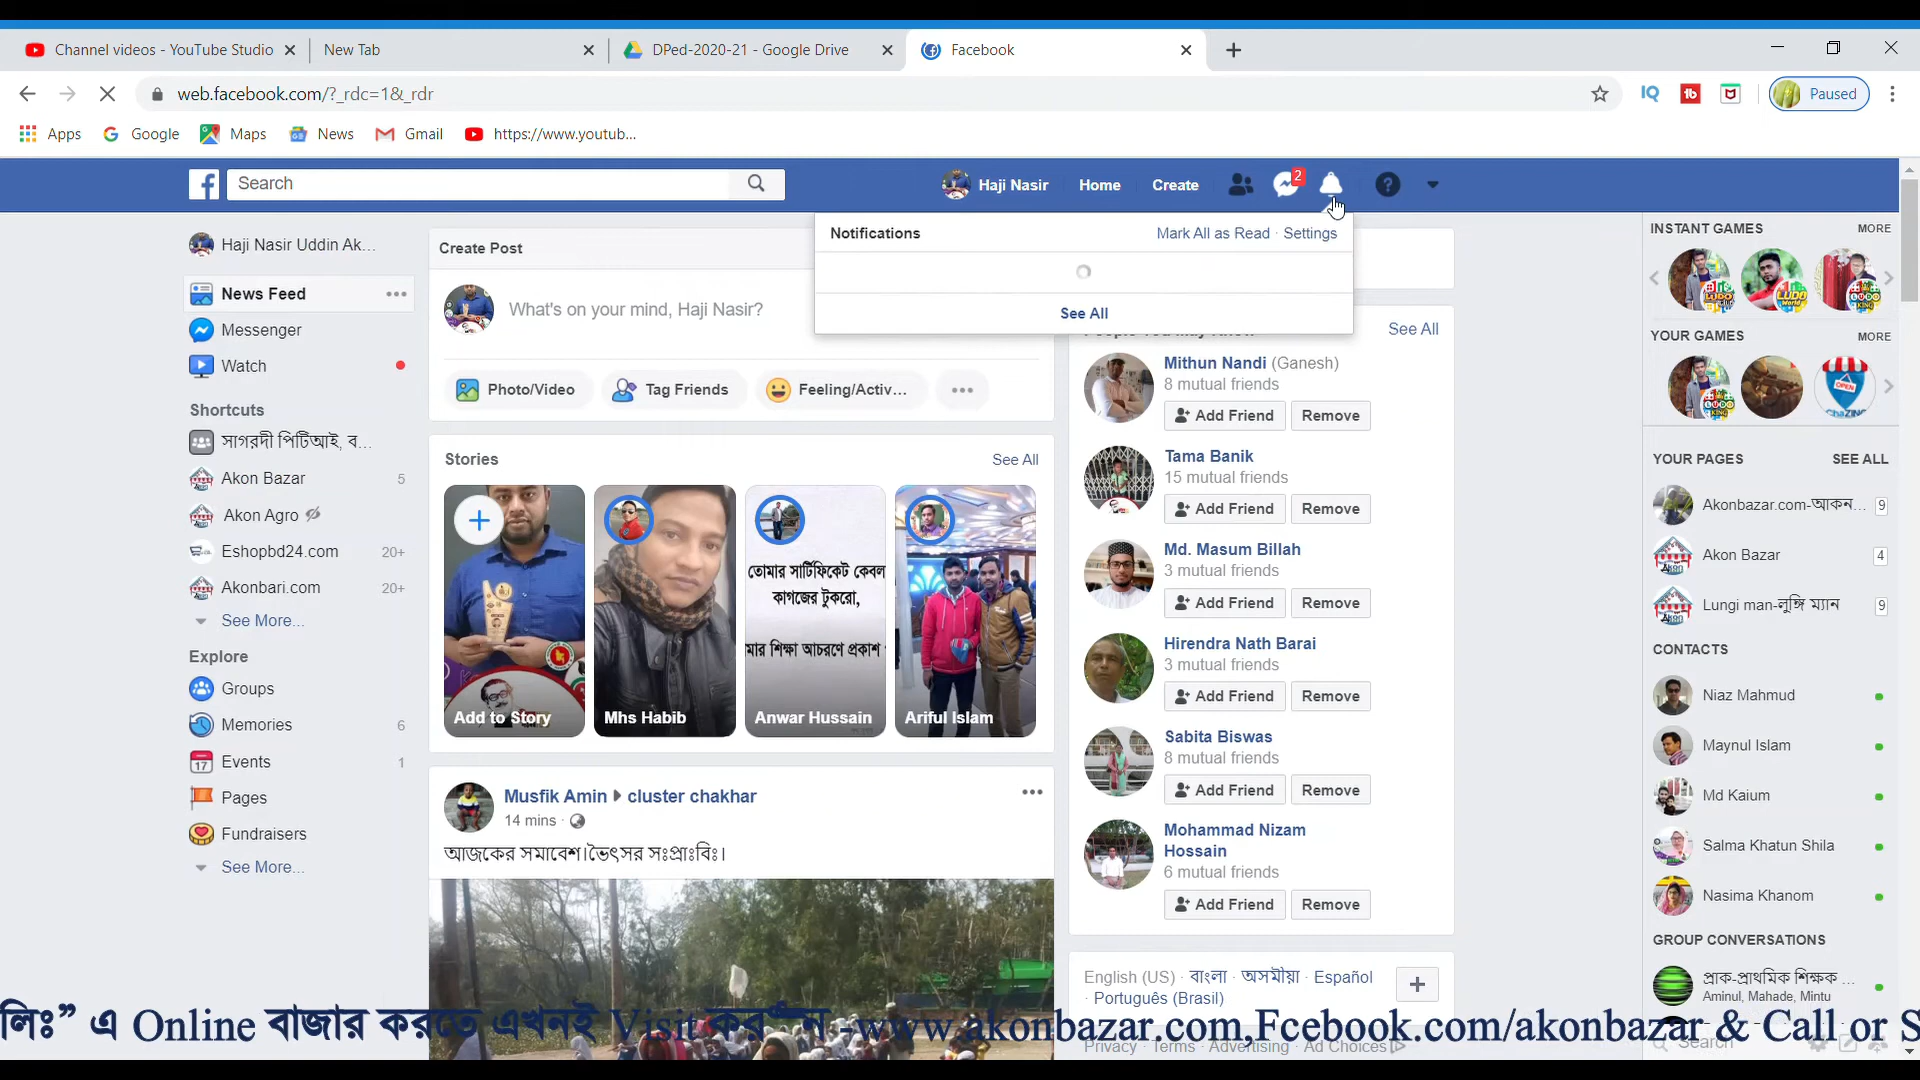 Channel videos - YouTube Studio
New Tab
DPed-2020-21 - Google Drive
Facebook
web.facebook.com/?_rdc=1&_rdr
Paused
Apps
Google
Maps
News
Gmail
https://www.youtub...
Search
Haji Nasir
Home
Create
2
Haji Nasir Uddin Ak...
News Feed
Messenger
Watch
Shortcuts
সাগরদী পিটিআই, ব...
Akon Bazar 5
Akon Agro
Eshopbd24.com 20+
Akonbari.com 20+
See More...
Explore
Groups
Memories 6
Events 1
Pages
Fundraisers
See More...
Create Post
What's on your mind, Haji Nasir?
Photo/Video
Tag Friends
Feeling/Activ...
Notifications
Mark All as Read · Settings
See All
Stories
See All
Add to Story
Mhs Habib
তোমার সার্টিফিকেট কেবল
কাগজের টুকরো,
মার শিক্ষা আচরণে প্রকাশ
Anwar Hussain
Ariful Islam
Musfik Amin cluster chakhar
14 mins ·
আজকের সমাবেশ।ভৈৎসর সঃপ্রাঃবিঃ।
See All
Mithun Nandi (Ganesh)
8 mutual friends
Add Friend Remove
Tama Banik
15 mutual friends
Add Friend Remove
Md. Masum Billah
3 mutual friends
Add Friend Remove
Hirendra Nath Barai
3 mutual friends
Add Friend Remove
Sabita Biswas
8 mutual friends
Add Friend Remove
Mohammad Nizam
Hossain
6 mutual friends
Add Friend Remove
English (US) · বাংলা · অসমীয়া · Español
· Português (Brasil)
Privacy · Terms · Advertising · Ad Choices
INSTANT GAMES MORE
YOUR GAMES MORE
YOUR PAGES SEE ALL
Akonbazar.com-আকন... 9
Akon Bazar 4
Lungi man-লুঙ্গি ম্যান 9
CONTACTS
Niaz Mahmud
Maynul Islam
Md Kaium
Salma Khatun Shila
Nasima Khanom
GROUP CONVERSATIONS
প্রাক-প্রাথমিক শিক্ষক ...
Aminul, Mahade, Mintu
Search
লিঃ” এ Online বাজার করতে এখনই Visit করুন -www.akonbazar.com,Fcebook.com/akonbazar & Call or S